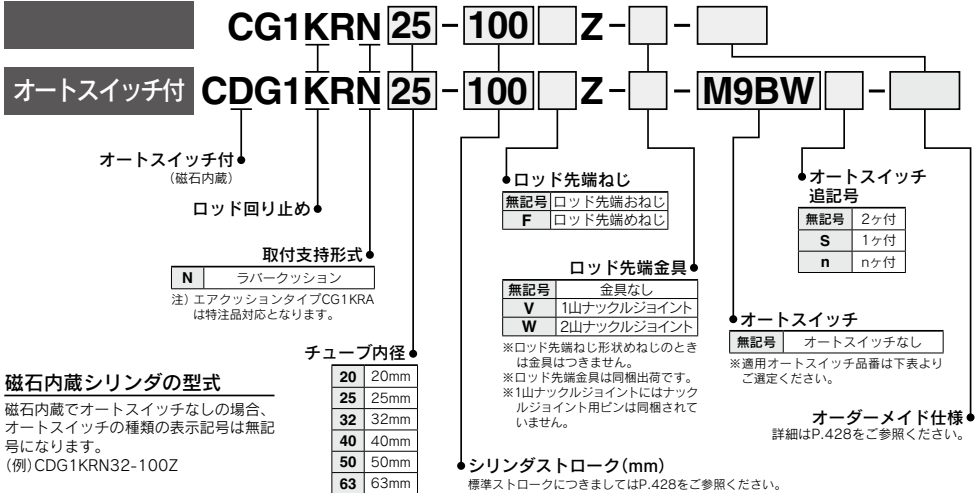 CG1KRN 25 - 100 Z - -
オートスイッチ付 CDG1KRN 25 - 100 Z - - M9BW -
オートスイッチ付
(磁石内蔵)
ロッド回り止め
取付支持形式
N ラバークッション
注) エアクッションタイプCG1KRA
は特注品対応となります。
チューブ内径
20 20mm
25 25mm
32 32mm
40 40mm
50 50mm
63 63mm
磁石内蔵シリンダの型式
磁石内蔵でオートスイッチなしの場合、
オートスイッチの種類の表示記号は無記
号になります。
(例)CDG1KRN32-100Z
ロッド先端ねじ
無記号 ロッド先端おねじ
F ロッド先端めねじ
ロッド先端金具
無記号 金具なし
V 1山ナックルジョイント
W 2山ナックルジョイント
※ロッド先端ねじ形状めねじのとき
は金具はつきません。
※ロッド先端金具は同梱出荷です。
※1山ナックルジョイントにはナック
ルジョイント用ピンは同梱されて
いません。
シリンダストローク(mm)
標準ストロークにつきましてはP.428をご参照ください。
オートスイッチ
追記号
無記号 2ヶ付
S 1ヶ付
n nヶ付
オートスイッチ
無記号 オートスイッチなし
※適用オートスイッチ品番は下表より
ご選定ください。
オーダーメイド仕様
詳細はP.428をご参照ください。